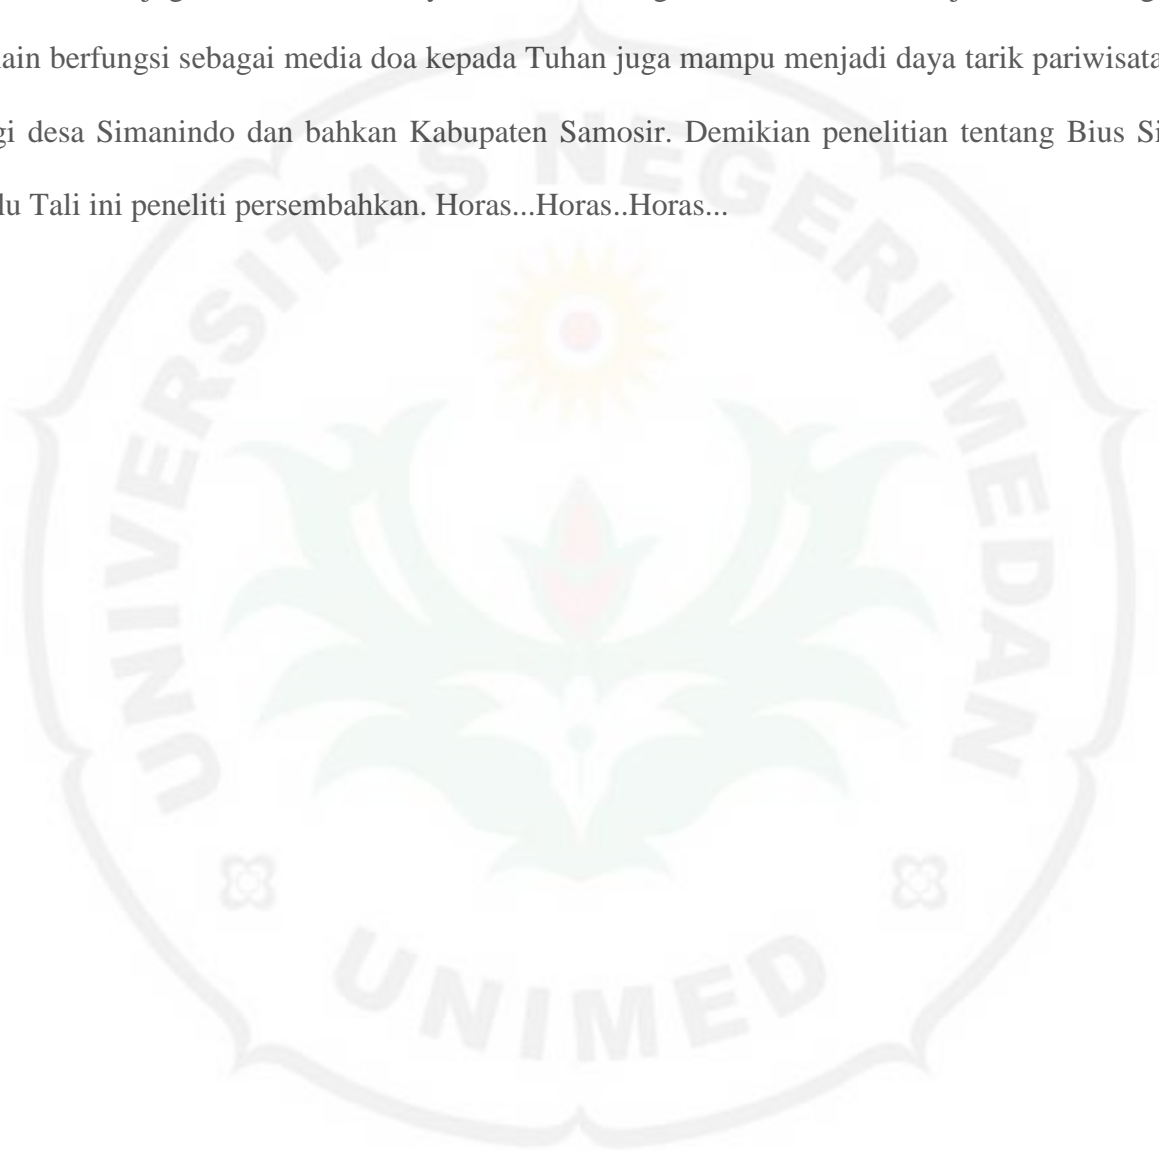 ain berfungsi sebagai media doa kepada Tuhan juga mampu menjadi daya tarik pariwisata
gi desa Simanindo dan bahkan Kabupaten Samosir. Demikian penelitian tentang Bius Si
lu Tali ini peneliti persembahkan. Horas...Horas..Horas...
UNIVERSITAS NEGERI MEDAN
UNIMED